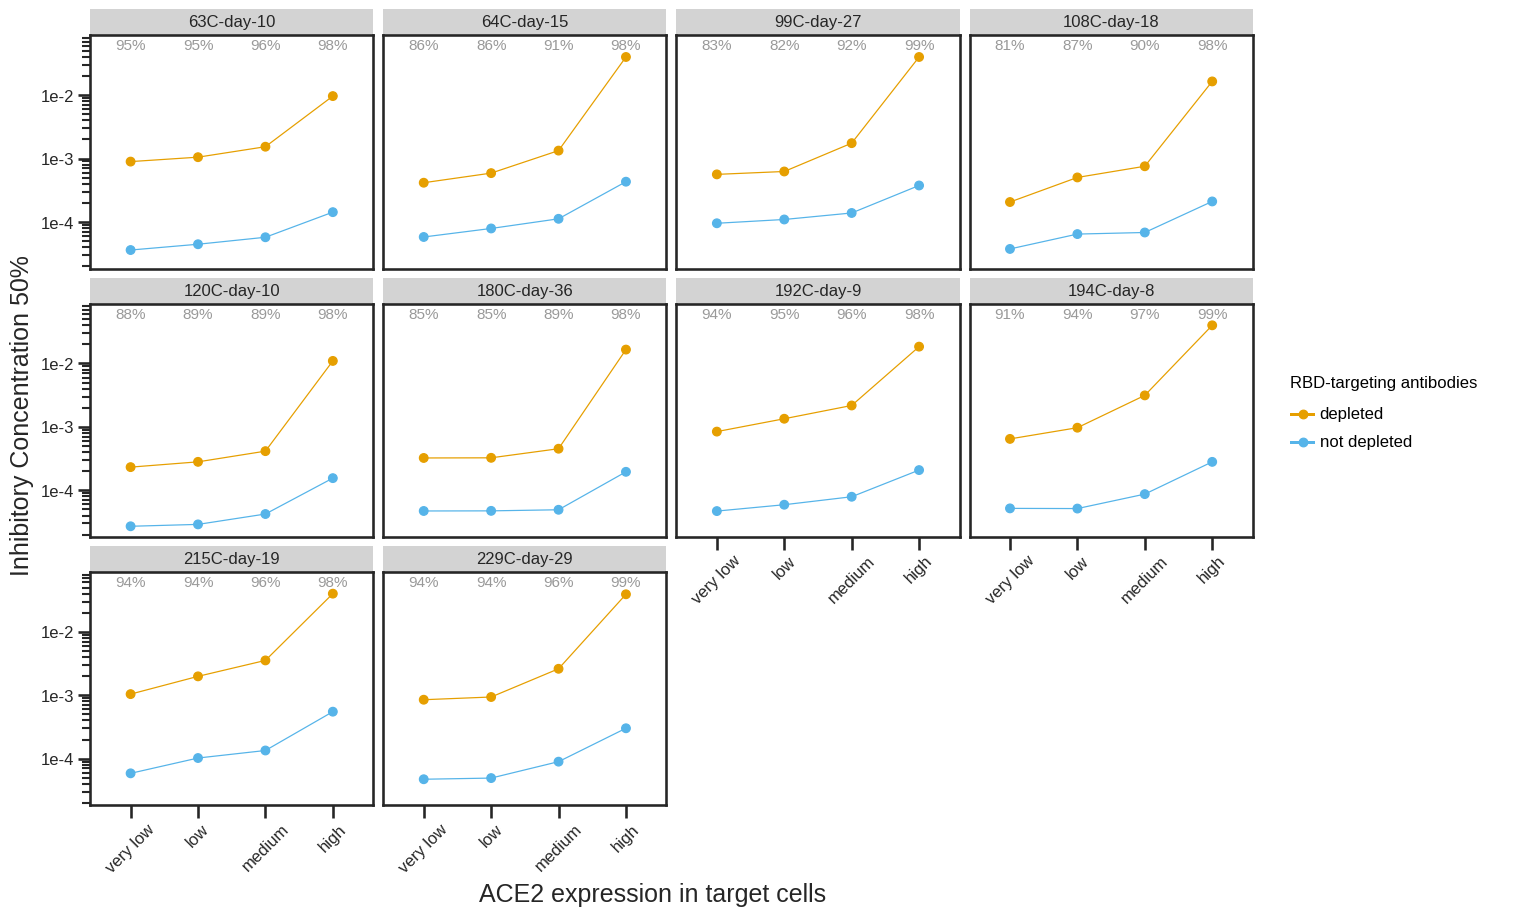 63C-day-10 64C-day-15 99C-day-27 108C-day-18
95% 95% 96% 98% 86% 86% 91% 98% 83% 82% 92% 99% 81% 87% 90% 98%
1e-2
1e-3
1e-4
120C-day-10 180C-day-36 192C-day-9 194C-day-8
88% 89% 89% 98% 85% 85% 89% 98% 94% 95% 96% 98% 91% 94% 97% 99%
1e-2
1e-3
1e-4
very low low medium high very low low medium high
215C-day-19 229C-day-29
94% 94% 96% 98% 94% 94% 96% 99%
1e-2
1e-3
1e-4
very low low medium high very low low medium high
Inhibitory Concentration 50%
ACE2 expression in target cells
RBD-targeting antibodies
depleted
not depleted